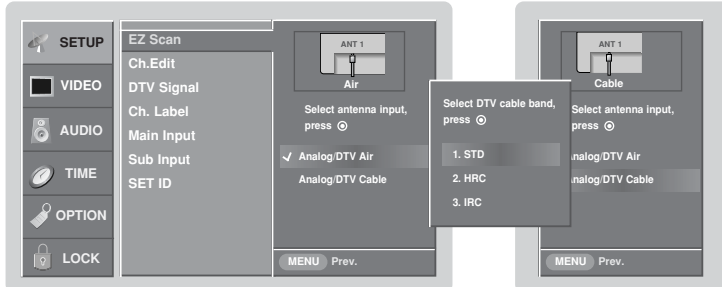 SETUP
VIDEO
AUDIO
TIME
OPTION
LOCK
EZ Scan
Ch.Edit
DTV Signal
Ch. Label
Main Input
Sub Input
SET ID
ANT 1
Air
Select antenna input,
press
Analog/DTV Air
Analog/DTV Cable
MENU Prev.
Select DTV cable band,
press
1. STD
2. HRC
3. IRC
ANT 1
Cable
Select antenna input,
press
Analog/DTV Air
Analog/DTV Cable
MENU Prev.